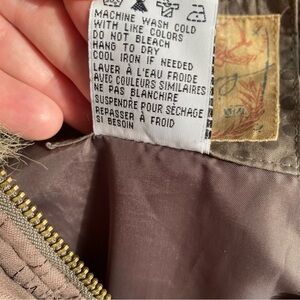 MACHINE WASH COLD
WITH LIKE COLORS
DO NOT BLEACH
HANG TO DRY
COOL IRON IF NEEDED
LAVER À L'EAU FROIDE
AVEC COULEURS SIMILAIRES
NE PAS BLANCHIRE
SUSPENDRE POUR SÉCHAGE
REPASSER À FROID
SI BESOIN